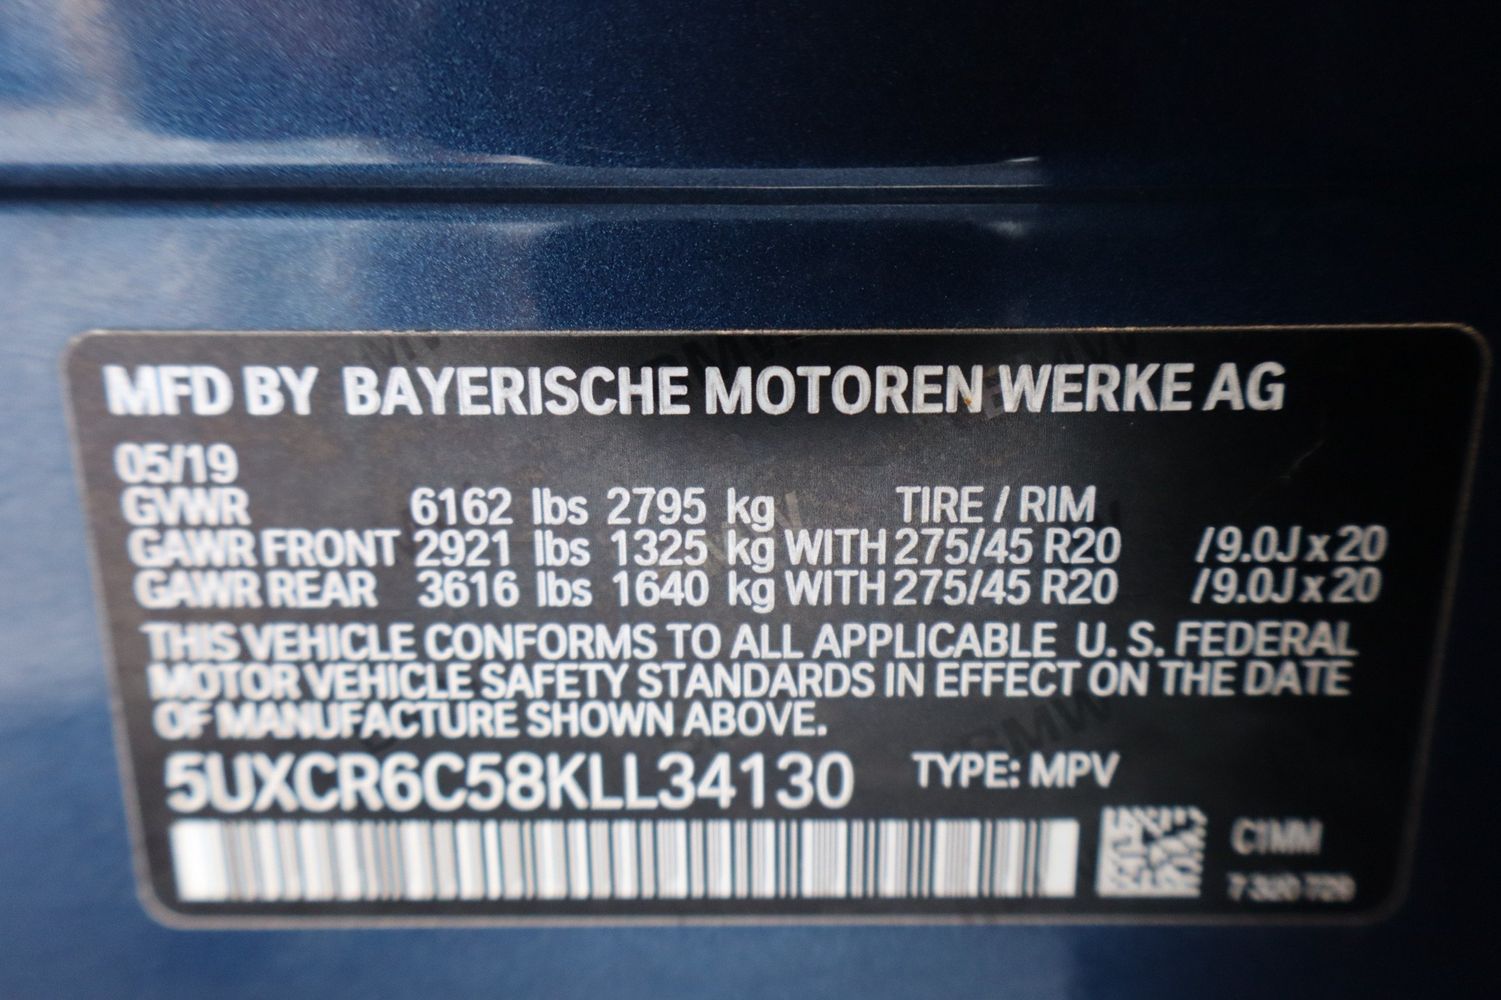 MFD BY BAYERISCHE MOTOREN WERKE AG
05/19
GVWR 6162 lbs 2795 kg TIRE / RIM
GAWR FRONT 2921 lbs 1325 kg WITH 275/45 R20 /9.0J x 20
GAWR REAR 3616 lbs 1640 kg WITH 275/45 R20 /9.0J x 20
THIS VEHICLE CONFORMS TO ALL APPLICABLE U. S. FEDERAL
MOTOR VEHICLE SAFETY STANDARDS IN EFFECT ON THE DATE
OF MANUFACTURE SHOWN ABOVE.
5UXCR6C58KLL34130 TYPE: MPV
C1MM